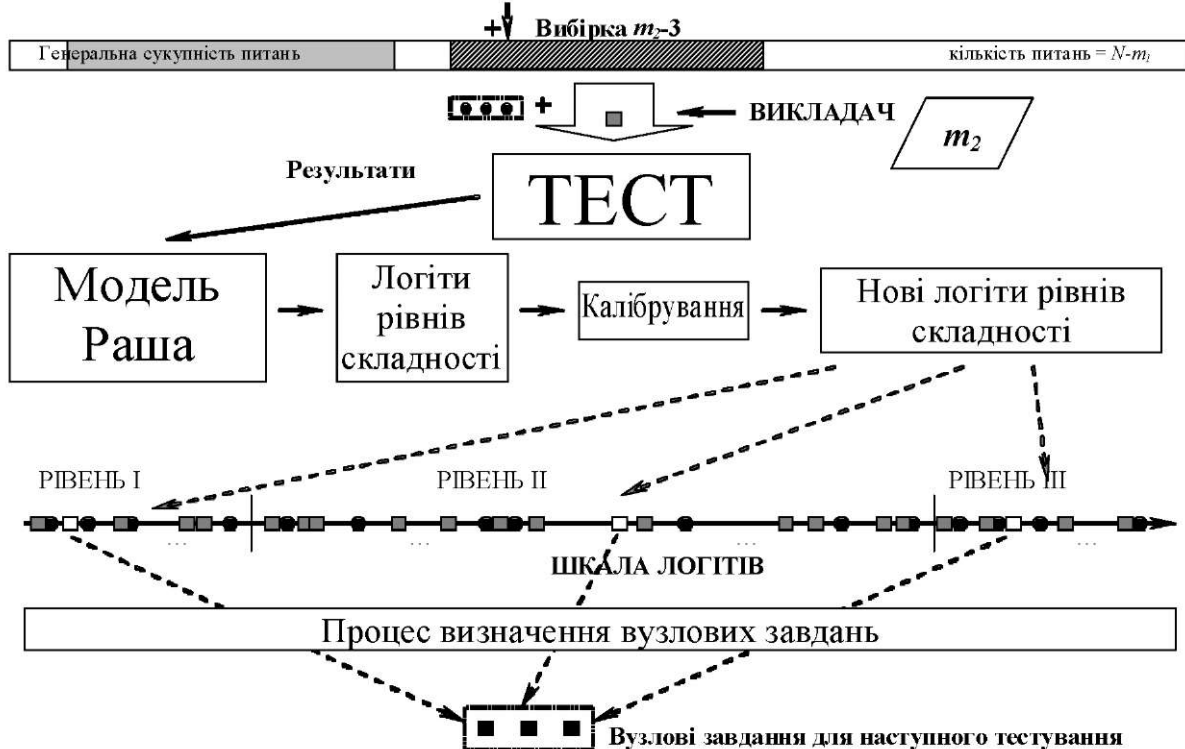 + Вибірка m₂-3
Генеральна сукупність питань
кількість питань = N-mᵢ
+
ВИКЛАДАЧ
m₂
Результати
ТЕСТ
Модель
Раша
Логіти
рівнів
складності
Калібрування
Нові логіти рівнів
складності
РІВЕНЬ I
РІВЕНЬ II
РІВЕНЬ III
...
...
...
...
ШКАЛА ЛОГІТІВ
Процес визначення вузлових завдань
Вузлові завдання для наступного тестування